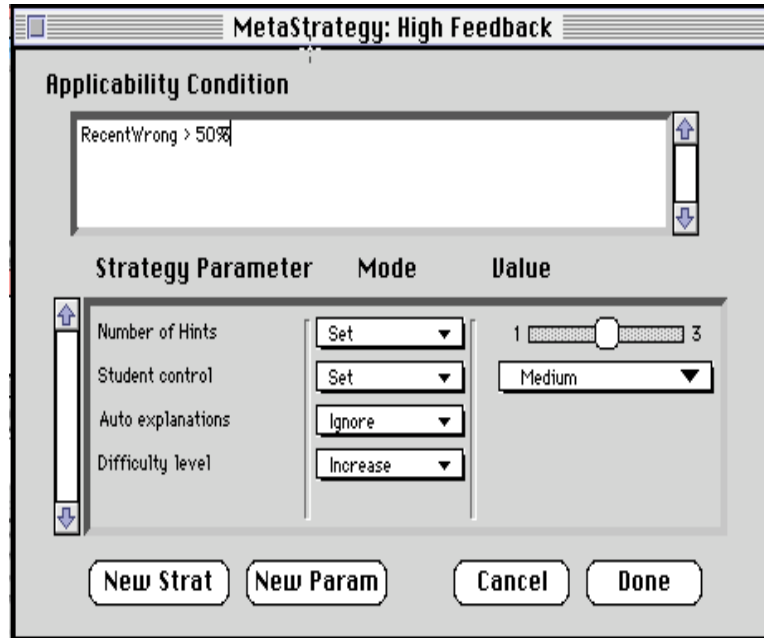 MetaStrategy: High Feedback
Applicability Condition
RecentWrong > 50%
Strategy Parameter Mode Value
Number of Hints Set 1 3
Student control Set Medium
Auto explanations Ignore
Difficulty level Increase
New Strat New Param Cancel Done